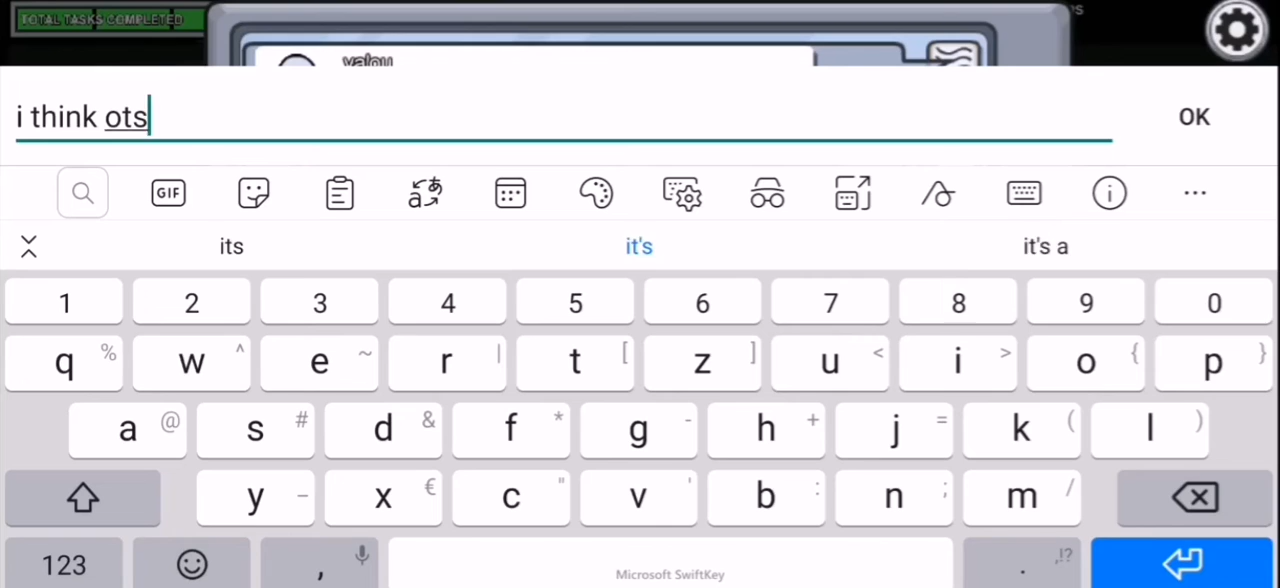 TOTAL TASKS COMPLETED
valou
i think ots
OK
GIF
its it's it's a
1 2 3 4 5 6 7 8 9 0
q % w ^ e ~ r | t [ z ] u < i > o { p }
a @ s # d & f * g - h + j = k ( l )
y _ x € c " v ' b : n ; m /
123 , Microsoft SwiftKey . ,!?